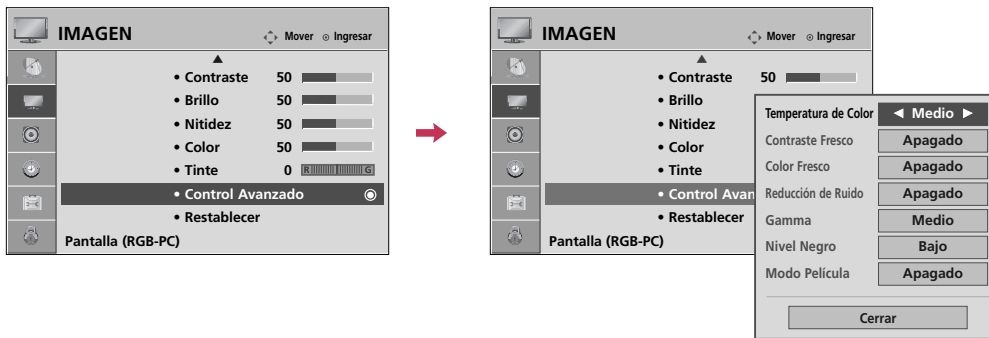 IMAGEN
Mover Ingresar
• Contraste 50
• Brillo 50
• Nitidez 50
• Color 50
• Tinte 0 R G
• Control Avanzado
• Restablecer
Pantalla (RGB-PC)
IMAGEN
Mover Ingresar
• Contraste 50
• Brillo
• Nitidez
• Color
• Tinte
• Control Avan
• Restablecer
Pantalla (RGB-PC)
Temperatura de Color ◄ Medio ►
Contraste Fresco Apagado
Color Fresco Apagado
Reducción de Ruido Apagado
Gamma Medio
Nivel Negro Bajo
Modo Película Apagado
Cerrar